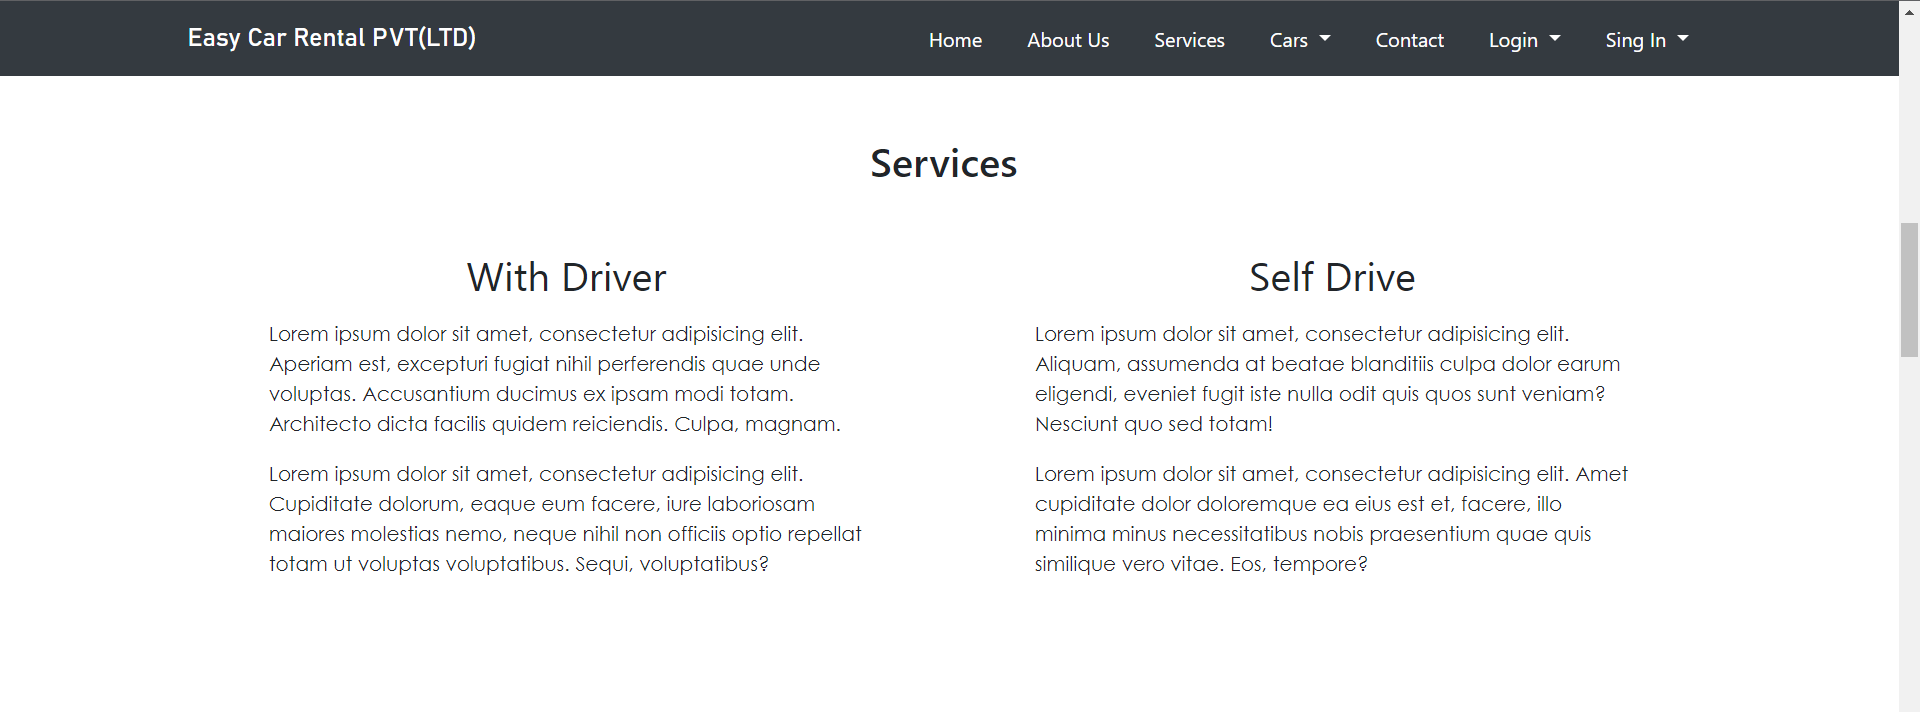 Easy Car Rental PVT(LTD)
Home About Us Services Cars Contact Login Sing In
Services
With Driver
Lorem ipsum dolor sit amet, consectetur adipisicing elit.
Aperiam est, excepturi fugiat nihil perferendis quae unde
voluptas. Accusantium ducimus ex ipsam modi totam.
Architecto dicta facilis quidem reiciendis. Culpa, magnam.
Lorem ipsum dolor sit amet, consectetur adipisicing elit.
Cupiditate dolorum, eaque eum facere, iure laboriosam
maiores molestias nemo, neque nihil non officiis optio repellat
totam ut voluptas voluptatibus. Sequi, voluptatibus?
Self Drive
Lorem ipsum dolor sit amet, consectetur adipisicing elit.
Aliquam, assumenda at beatae blanditiis culpa dolor earum
eligendi, eveniet fugit iste nulla odit quis quos sunt veniam?
Nesciunt quo sed totam!
Lorem ipsum dolor sit amet, consectetur adipisicing elit. Amet
cupiditate dolor doloremque ea eius est et, facere, illo
minima minus necessitatibus nobis praesentium quae quis
similique vero vitae. Eos, tempore?